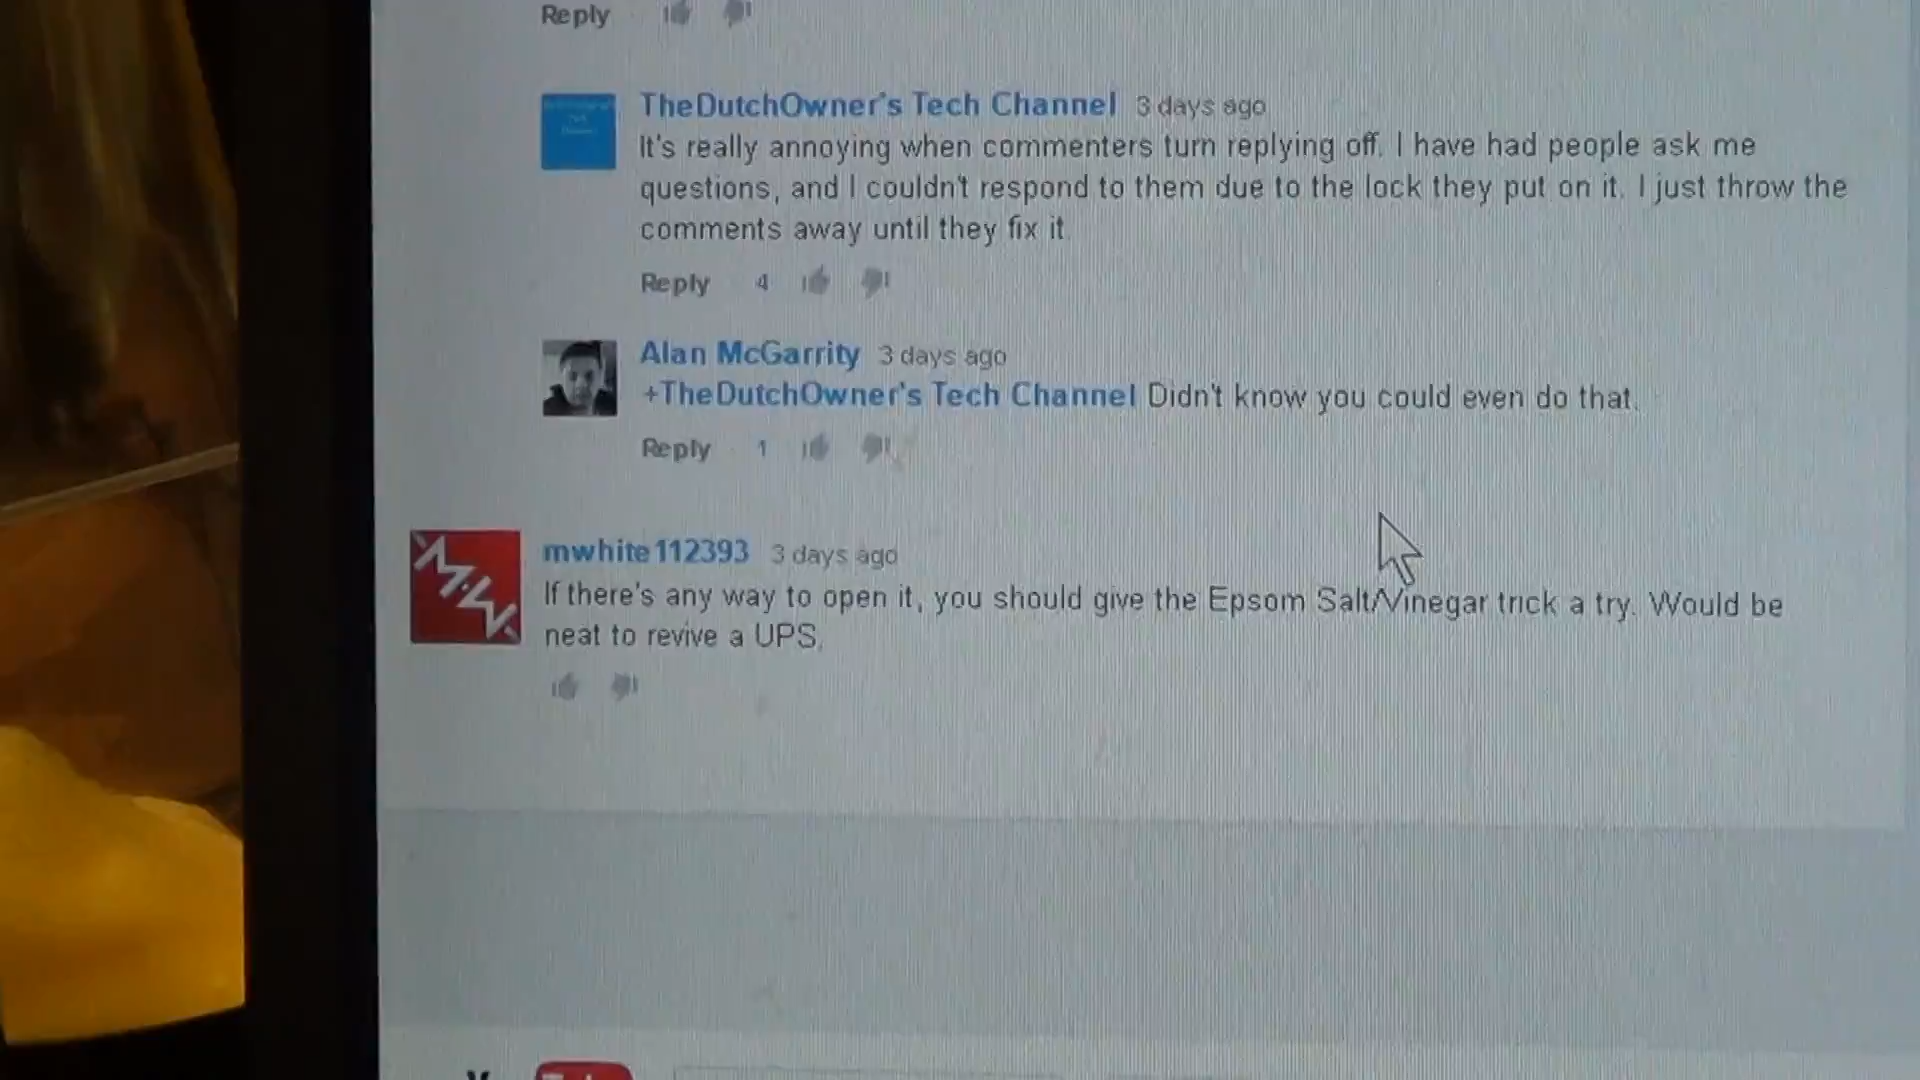 Reply
TheDutchOwner's Tech Channel 3 days ago
It's really annoying when commenters turn replying off. I have had people ask me
questions, and I couldn't respond to them due to the lock they put on it. I just throw the
comments away until they fix it.
Reply 4
Alan McGarrity 3 days ago
+TheDutchOwner's Tech Channel Didn't know you could even do that.
Reply 1
M.W.
mwhite112393 3 days ago
If there's any way to open it, you should give the Epsom Salt/Vinegar trick a try. Would be
neat to revive a UPS.